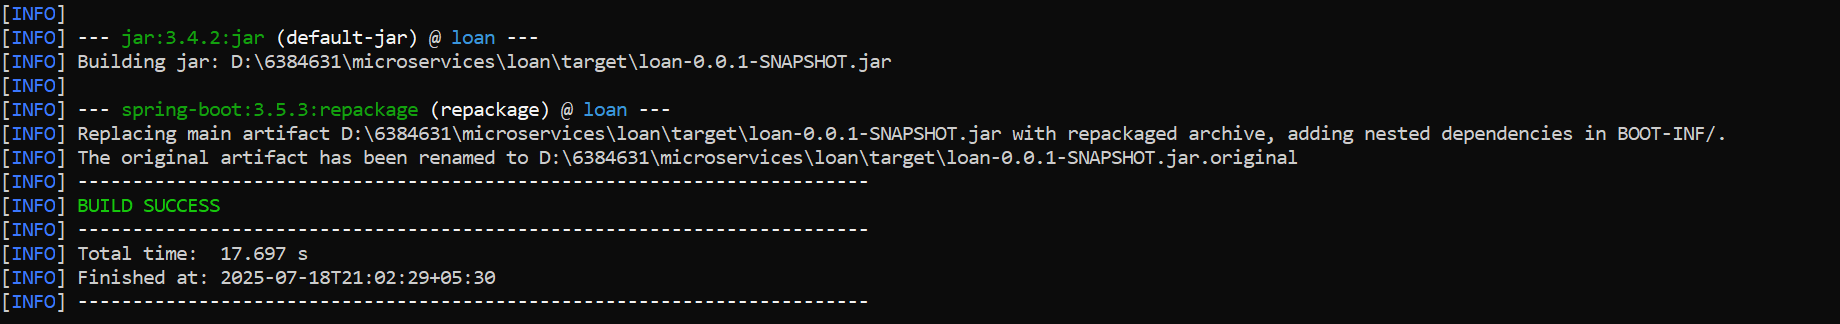 [INFO]
[INFO] --- jar:3.4.2:jar (default-jar) @ loan ---
[INFO] Building jar: D:\6384631\microservices\loan\target\loan-0.0.1-SNAPSHOT.jar
[INFO]
[INFO] --- spring-boot:3.5.3:repackage (repackage) @ loan ---
[INFO] Replacing main artifact D:\6384631\microservices\loan\target\loan-0.0.1-SNAPSHOT.jar with repackaged archive, adding nested dependencies in BOOT-INF/.
[INFO] The original artifact has been renamed to D:\6384631\microservices\loan\target\loan-0.0.1-SNAPSHOT.jar.original
[INFO] ------------------------------------------------------------------------
[INFO] BUILD SUCCESS
[INFO] ------------------------------------------------------------------------
[INFO] Total time:  17.697 s
[INFO] Finished at: 2025-07-18T21:02:29+05:30
[INFO] ------------------------------------------------------------------------